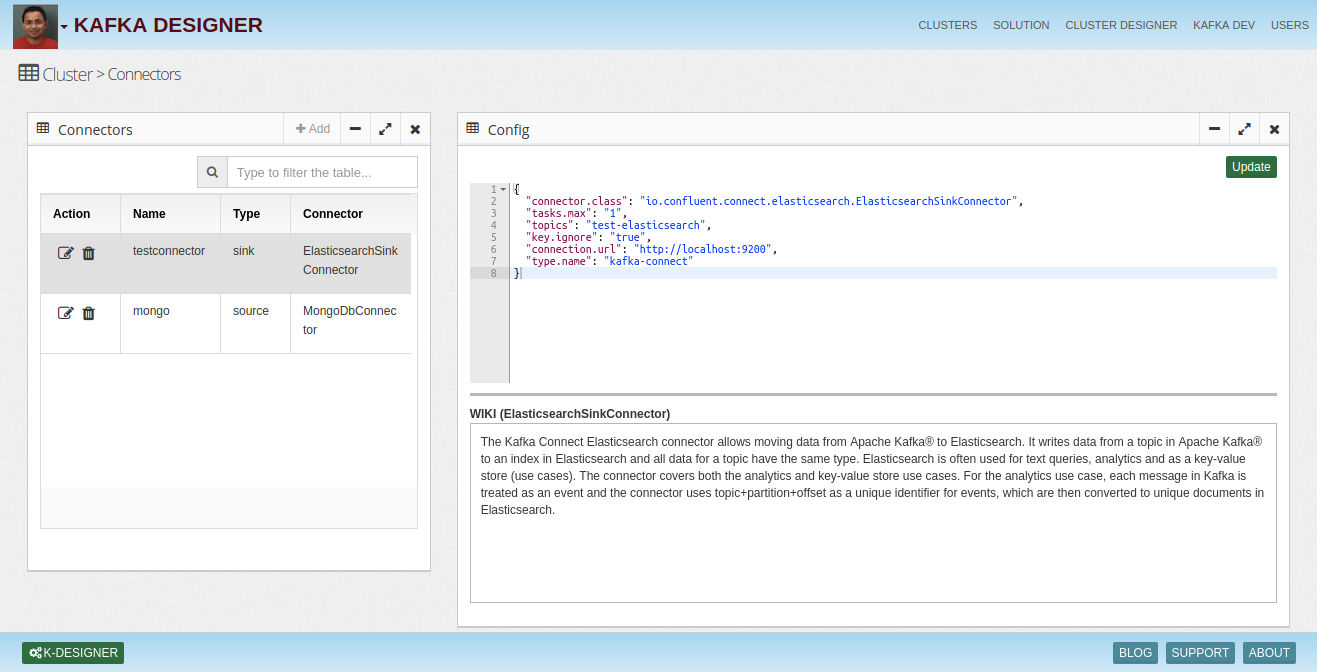 KAFKA DESIGNER
CLUSTERS SOLUTION CLUSTER DESIGNER KAFKA DEV USERS
Cluster > Connectors
Connectors
Add
Type to filter the table...
Action Name Type Connector
testconnector sink ElasticsearchSink
Connector
mongo source MongoDbConnec
tor
Config
Update
1 {
2 "connector.class": "io.confluent.connect.elasticsearch.ElasticsearchSinkConnector",
3 "tasks.max": "1",
4 "topics": "test-elasticsearch",
5 "key.ignore": "true",
6 "connection.url": "http://localhost:9200",
7 "type.name": "kafka-connect"
8 }
WIKI (ElasticsearchSinkConnector)
The Kafka Connect Elasticsearch connector allows moving data from Apache Kafka® to Elasticsearch. It writes data from a topic in Apache Kafka®
to an index in Elasticsearch and all data for a topic have the same type. Elasticsearch is often used for text queries, analytics and as a key-value
store (use cases). The connector covers both the analytics and key-value store use cases. For the analytics use case, each message in Kafka is
treated as an event and the connector uses topic+partition+offset as a unique identifier for events, which are then converted to unique documents in
Elasticsearch.
K-DESIGNER
BLOG SUPPORT ABOUT